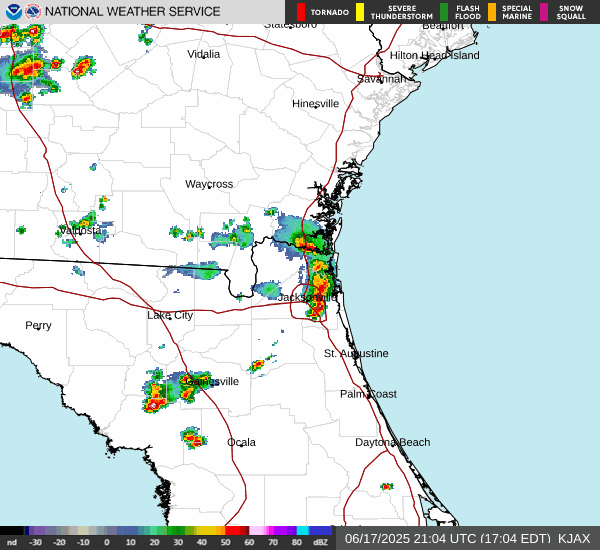 NATIONAL WEATHER SERVICE
TORNADO
SEVERE THUNDERSTORM
FLASH FLOOD
SPECIAL MARINE
SNOW SQUALL
Statesboro
Beaufort
Vidalia
Hilton Head Island
Savannah
Hinesville
Waycross
Valdosta
Jacksonville
Lake City
Perry
St. Augustine
Gainesville
Palm Coast
Ocala
Daytona Beach
nd -30 -20 -10 0 10 20 30 40 50 60 70 80 dBZ
06/17/2025 21:04 UTC (17:04 EDT) KJAX